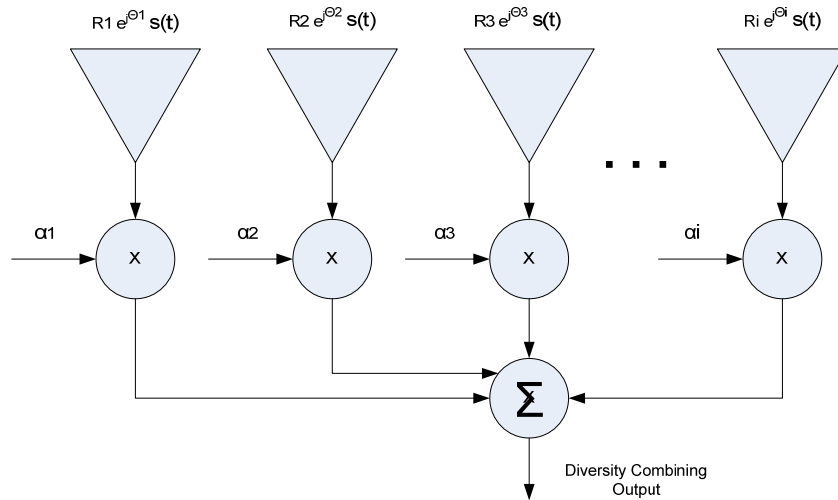 R1 e^jΘ1 s(t) R2 e^jΘ2 s(t) R3 e^jΘ3 s(t) Ri e^jΘi s(t)
. . .
α1 x α2 x α3 x αi x
Σ x
Diversity Combining
Output